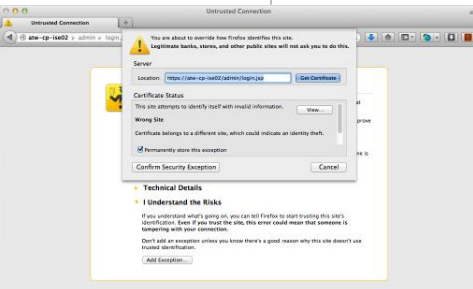 Untrusted Connection
Untrusted Connection
atw-cp-ise02 › admin › login.
You are about to override how Firefox identifies this site.
Legitimate banks, stores, and other public sites will not ask you to do this.
Server
Location: https://atw-cp-ise02/admin/login.jsp
Get Certificate
Certificate Status
This site attempts to identify itself with invalid information.
View...
Wrong Site
Certificate belongs to a different site, which could indicate an identity theft.
Permanently store this exception
Confirm Security Exception
Cancel
Technical Details
I Understand the Risks
If you understand what's going on, you can tell Firefox to start trusting this site's
identification. Even if you trust the site, this error could mean that someone is
tampering with your connection.
Don't add an exception unless you know there's a good reason why this site doesn't use
trusted identification.
Add Exception...